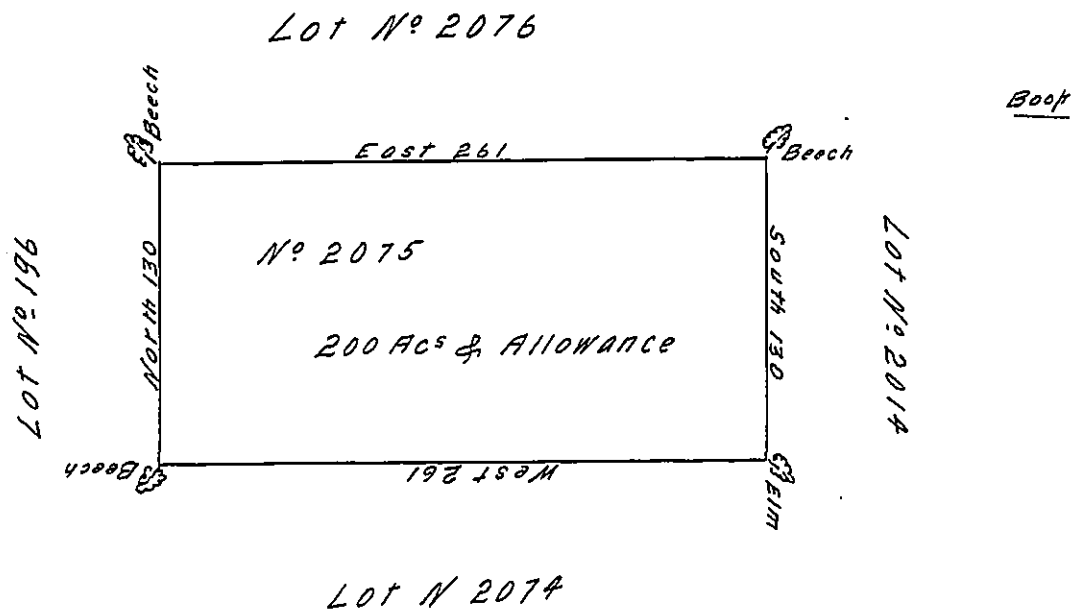 Lot Nº 2076
Book
Beech
Beech
East 261
Lot Nº 196
North 130
Nº 2075
South 130
Lot Nº 2014
200 Acs & Allowance
Beech
West 261
Elm
Lot N 2074